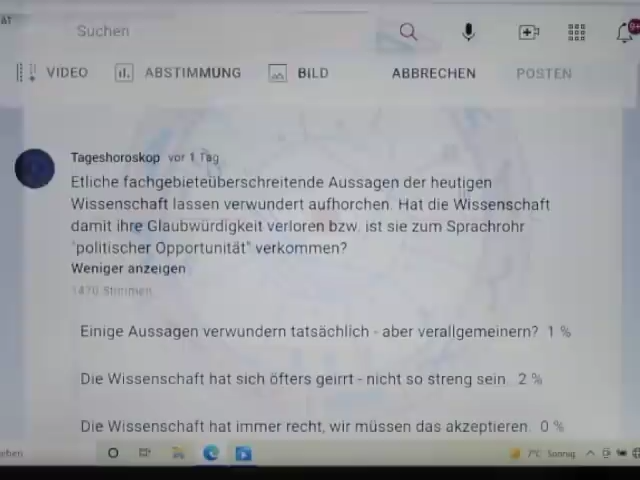 Suchen
9+
VIDEO ABSTIMMUNG BILD ABBRECHEN POSTEN
Tageshoroskop vor 1 Tag
Etliche fachgebieteüberschreitende Aussagen der heutigen
Wissenschaft lassen verwundert aufhorchen. Hat die Wissenschaft
damit ihre Glaubwürdigkeit verloren bzw. ist sie zum Sprachrohr
"politischer Opportunität" verkommen?
Weniger anzeigen
1470 Stimmen
Einige Aussagen verwundern tatsächlich - aber verallgemeinern? 1 %
Die Wissenschaft hat sich öfters geirrt - nicht so streng sein. 2 %
Die Wissenschaft hat immer recht, wir müssen das akzeptieren. 0 %
7°C Sonnig